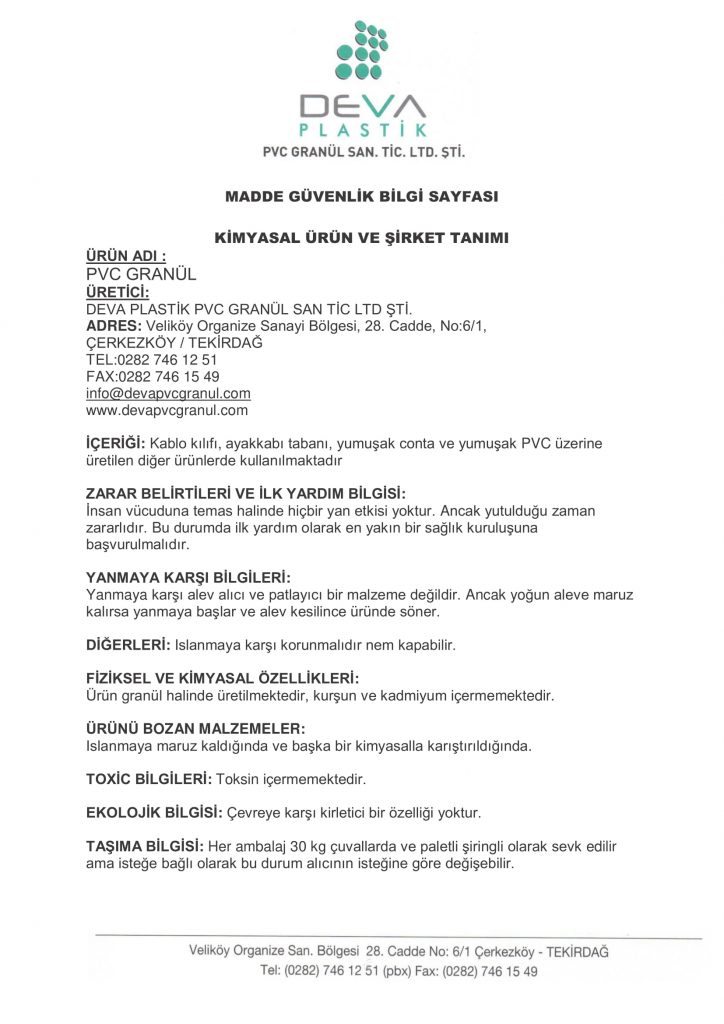 DEVA
PLASTİK
PVC GRANÜL SAN. TİC. LTD. ŞTİ.
MADDE GÜVENLİK BİLGİ SAYFASI
KİMYASAL ÜRÜN VE ŞİRKET TANIMI
ÜRÜN ADI :
PVC GRANÜL
ÜRETİCİ:
DEVA PLASTİK PVC GRANÜL SAN TİC LTD ŞTİ.
ADRES: Veliköy Organize Sanayi Bölgesi, 28. Cadde, No:6/1,
ÇERKEZKÖY / TEKİRDAĞ
TEL:0282 746 12 51
FAX:0282 746 15 49
info@devapvcgranul.com
www.devapvcgranul.com
İÇERİĞİ: Kablo kılıfı, ayakkabı tabanı, yumuşak conta ve yumuşak PVC üzerine
üretilen diğer ürünlerde kullanılmaktadır
ZARAR BELİRTİLERİ VE İLK YARDIM BİLGİSİ:
İnsan vücuduna temas halinde hiçbir yan etkisi yoktur. Ancak yutulduğu zaman
zararlıdır. Bu durumda ilk yardım olarak en yakın bir sağlık kuruluşuna
başvurulmalıdır.
YANMAYA KARŞI BİLGİLERİ:
Yanmaya karşı alev alıcı ve patlayıcı bir malzeme değildir. Ancak yoğun aleve maruz
kalırsa yanmaya başlar ve alev kesilince üründe söner.
DİĞERLERİ: Islanmaya karşı korunmalıdır nem kapabilir.
FİZİKSEL VE KİMYASAL ÖZELLİKLERİ:
Ürün granül halinde üretilmektedir, kurşun ve kadmiyum içermemektedir.
ÜRÜNÜ BOZAN MALZEMELER:
Islanmaya maruz kaldığında ve başka bir kimyasalla karıştırıldığında.
TOXİC BİLGİLERİ: Toksin içermemektedir.
EKOLOJİK BİLGİSİ: Çevreye karşı kirletici bir özelliği yoktur.
TAŞIMA BİLGİSİ: Her ambalaj 30 kg çuvallarda ve paletli şiringli olarak sevk edilir
ama isteğe bağlı olarak bu durum alıcının isteğine göre değişebilir.
Veliköy Organize San. Bölgesi 28. Cadde No: 6/1 Çerkezköy - TEKİRDAĞ
Tel: (0282) 746 12 51 (pbx) Fax: (0282) 746 15 49